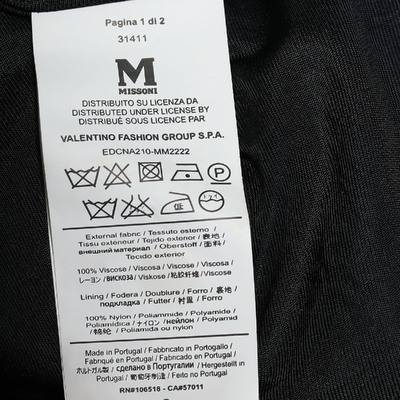 Pagina 1 di 2
31411
M
MISSONI
DISTRIBUITO SU LICENZA DA
DISTRIBUTED UNDER LICENCE BY
DISTRIBUÉ SOUS LICENCE PAR
VALENTINO FASHION GROUP S.P.A.
EDCNA210-MM2222
External fabric / Tessuto esterno /
Tissu extérieur / Tejido exterior / 表地 /
внешний материал / Oberstoff / 面料 /
Tecido exterior
100% Viscose / Viscosa / Viscose / Viscosa /
レーヨン / вискоза / Viskose / 粘胶纤维 / Viscose
Lining / Fodera / Doublure / Forro / 裏地 /
подкладка / Futter / 衬里 / Forro
100% Nylon / Poliammide / Polyamide /
Poliamídica / ナイロン / нейлон / Polyamid
/ 锦纶 / Poliamida ou nylon
Made in Portugal / Fabbricato in Portogallo /
Fabriqué en Portugal / Fabricado en Portugal /
ポルトガル製 / сделано в Португалии / Hergestellt in
Portugal / 葡萄牙制造 / Feito em Portugal
RN#106518 - CA#57011